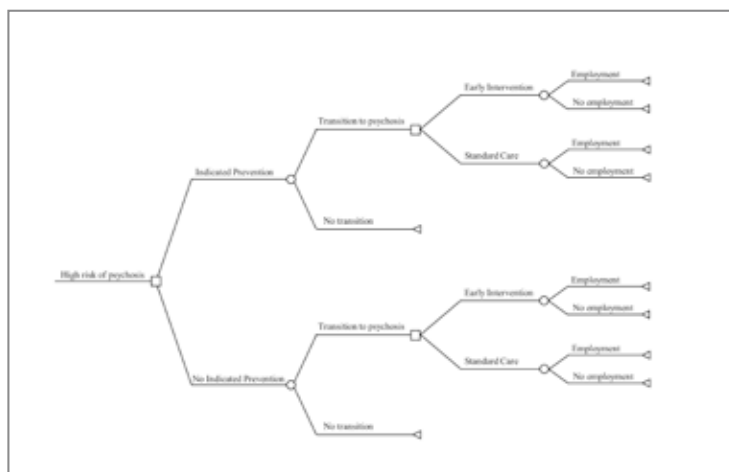 Employment
Early Intervention
No employment
Transition to psychosis
Employment
Standard Care
No employment
Indicated Prevention
No transition
High risk of psychosis
Employment
Early Intervention
No employment
Transition to psychosis
Employment
Standard Care
No employment
No Indicated Prevention
No transition